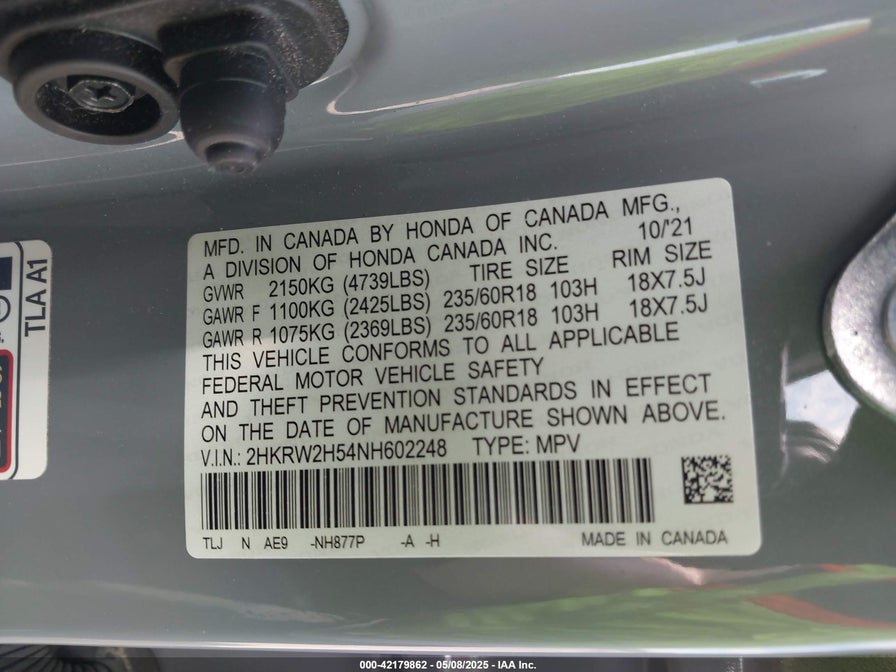 MFD. IN CANADA BY HONDA OF CANADA MFG.,
A DIVISION OF HONDA CANADA INC. 10/'21
GVWR 2150KG (4739LBS) TIRE SIZE RIM SIZE
GAWR F 1100KG (2425LBS) 235/60R18 103H 18X7.5J
GAWR R 1075KG (2369LBS) 235/60R18 103H 18X7.5J
THIS VEHICLE CONFORMS TO ALL APPLICABLE
FEDERAL MOTOR VEHICLE SAFETY
AND THEFT PREVENTION STANDARDS IN EFFECT
ON THE DATE OF MANUFACTURE SHOWN ABOVE.
V.I.N.: 2HKRW2H54NH602248 TYPE: MPV
TLJ N AE9 -NH877P -A -H MADE IN CANADA
TLA A1
000-42179862 - 05/08/2025 - IAA Inc.